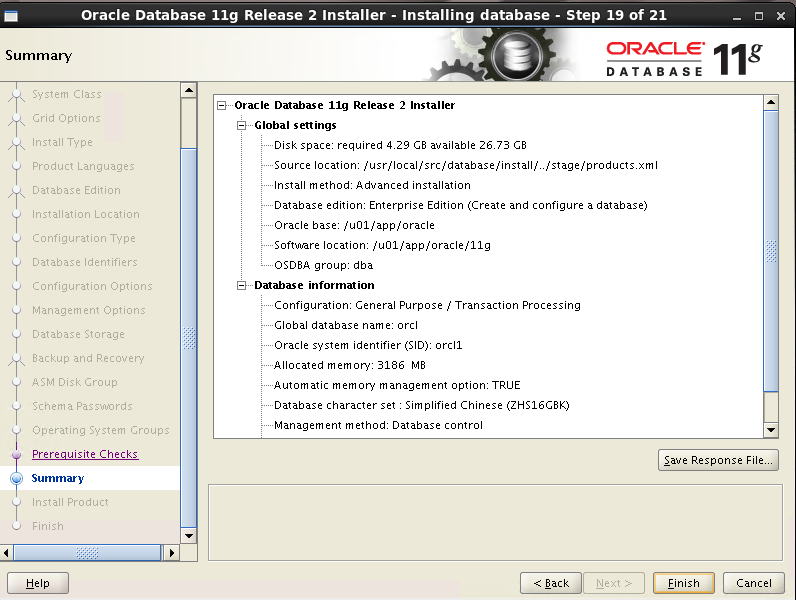 Oracle Database 11g Release 2 Installer - Installing database - Step 19 of 21
Summary
ORACLE 11g
DATABASE
System Class
Grid Options
Install Type
Product Languages
Database Edition
Installation Location
Configuration Type
Database Identifiers
Configuration Options
Management Options
Database Storage
Backup and Recovery
ASM Disk Group
Schema Passwords
Operating System Groups
Prerequisite Checks
Summary
Install Product
Finish
Oracle Database 11g Release 2 Installer
Global settings
Disk space: required 4.29 GB available 26.73 GB
Source location: /usr/local/src/database/install/../stage/products.xml
Install method: Advanced installation
Database edition: Enterprise Edition (Create and configure a database)
Oracle base: /u01/app/oracle
Software location: /u01/app/oracle/11g
OSDBA group: dba
Database information
Configuration: General Purpose / Transaction Processing
Global database name: orcl
Oracle system identifier (SID): orcl1
Allocated memory: 3186 MB
Automatic memory management option: TRUE
Database character set : Simplified Chinese (ZHS16GBK)
Management method: Database control
Save Response File...
Help
< Back
Next >
Finish
Cancel